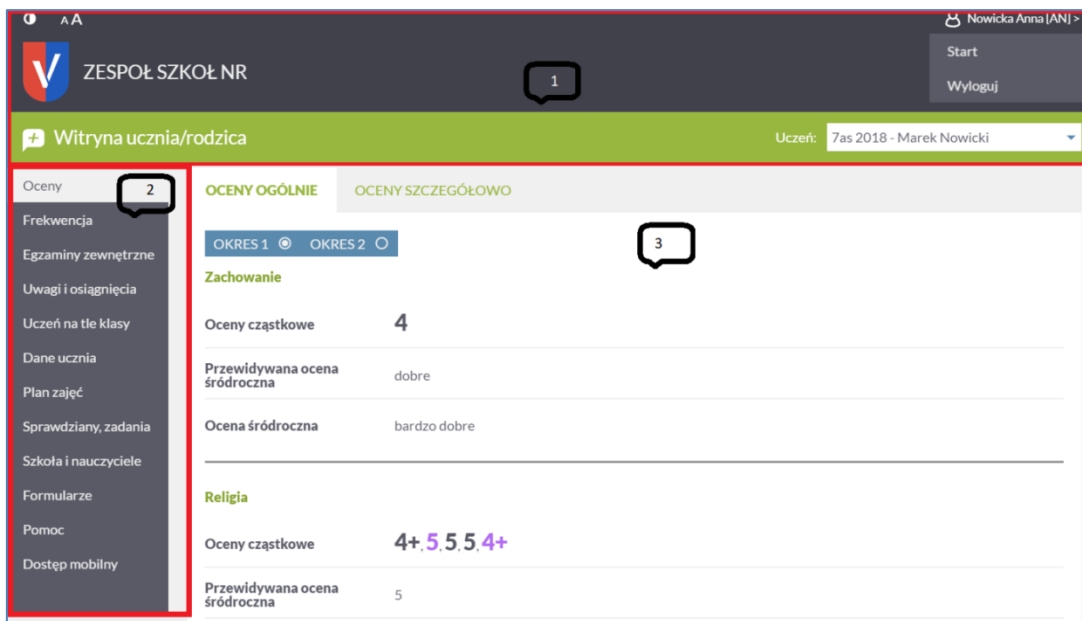 AA
Nowicka Anna [AN] >
Start
Wyloguj
ZESPOŁ SZKOŁ NR
1
Witryna ucznia/rodzica
Uczeń: 7as 2018 - Marek Nowicki
Oceny
2
Frekwencja
Egzaminy zewnętrzne
Uwagi i osiągnięcia
Uczeń na tle klasy
Dane ucznia
Plan zajęć
Sprawdziany, zadania
Szkoła i nauczyciele
Formularze
Pomoc
Dostęp mobilny
OCENY OGÓLNIE OCENY SZCZEGÓŁOWO
OKRES 1 OKRES 2
3
Zachowanie
Oceny cząstkowe 4
Przewidywana ocena
śródroczna dobre
Ocena śródroczna bardzo dobre
Religia
Oceny cząstkowe 4+, 5, 5, 5, 4+
Przewidywana ocena
śródroczna 5